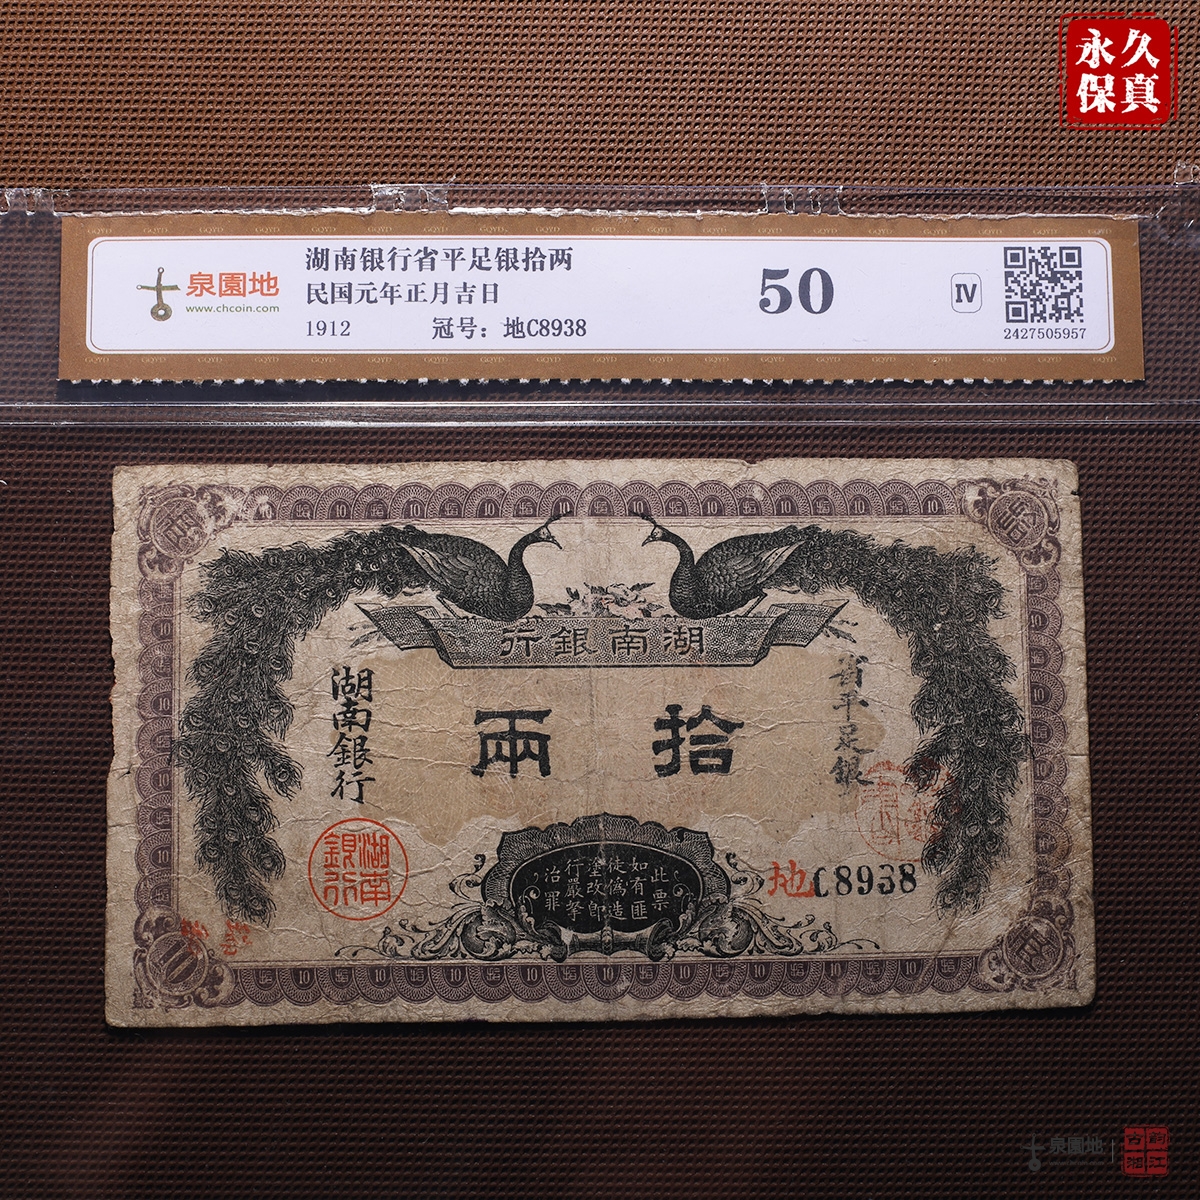 永久
保真
泉園地
www.chcoin.com
湖南银行省平足银拾两
民国元年正月吉日
1912 冠号：地C8938
50
IV
2427505957
湖南銀行
拾兩
省平足銀
湖南銀行
湖南
銀行
地C8938
此票
如有匪
徒僞造
塗改即
行嚴拏
治罪
泉園地